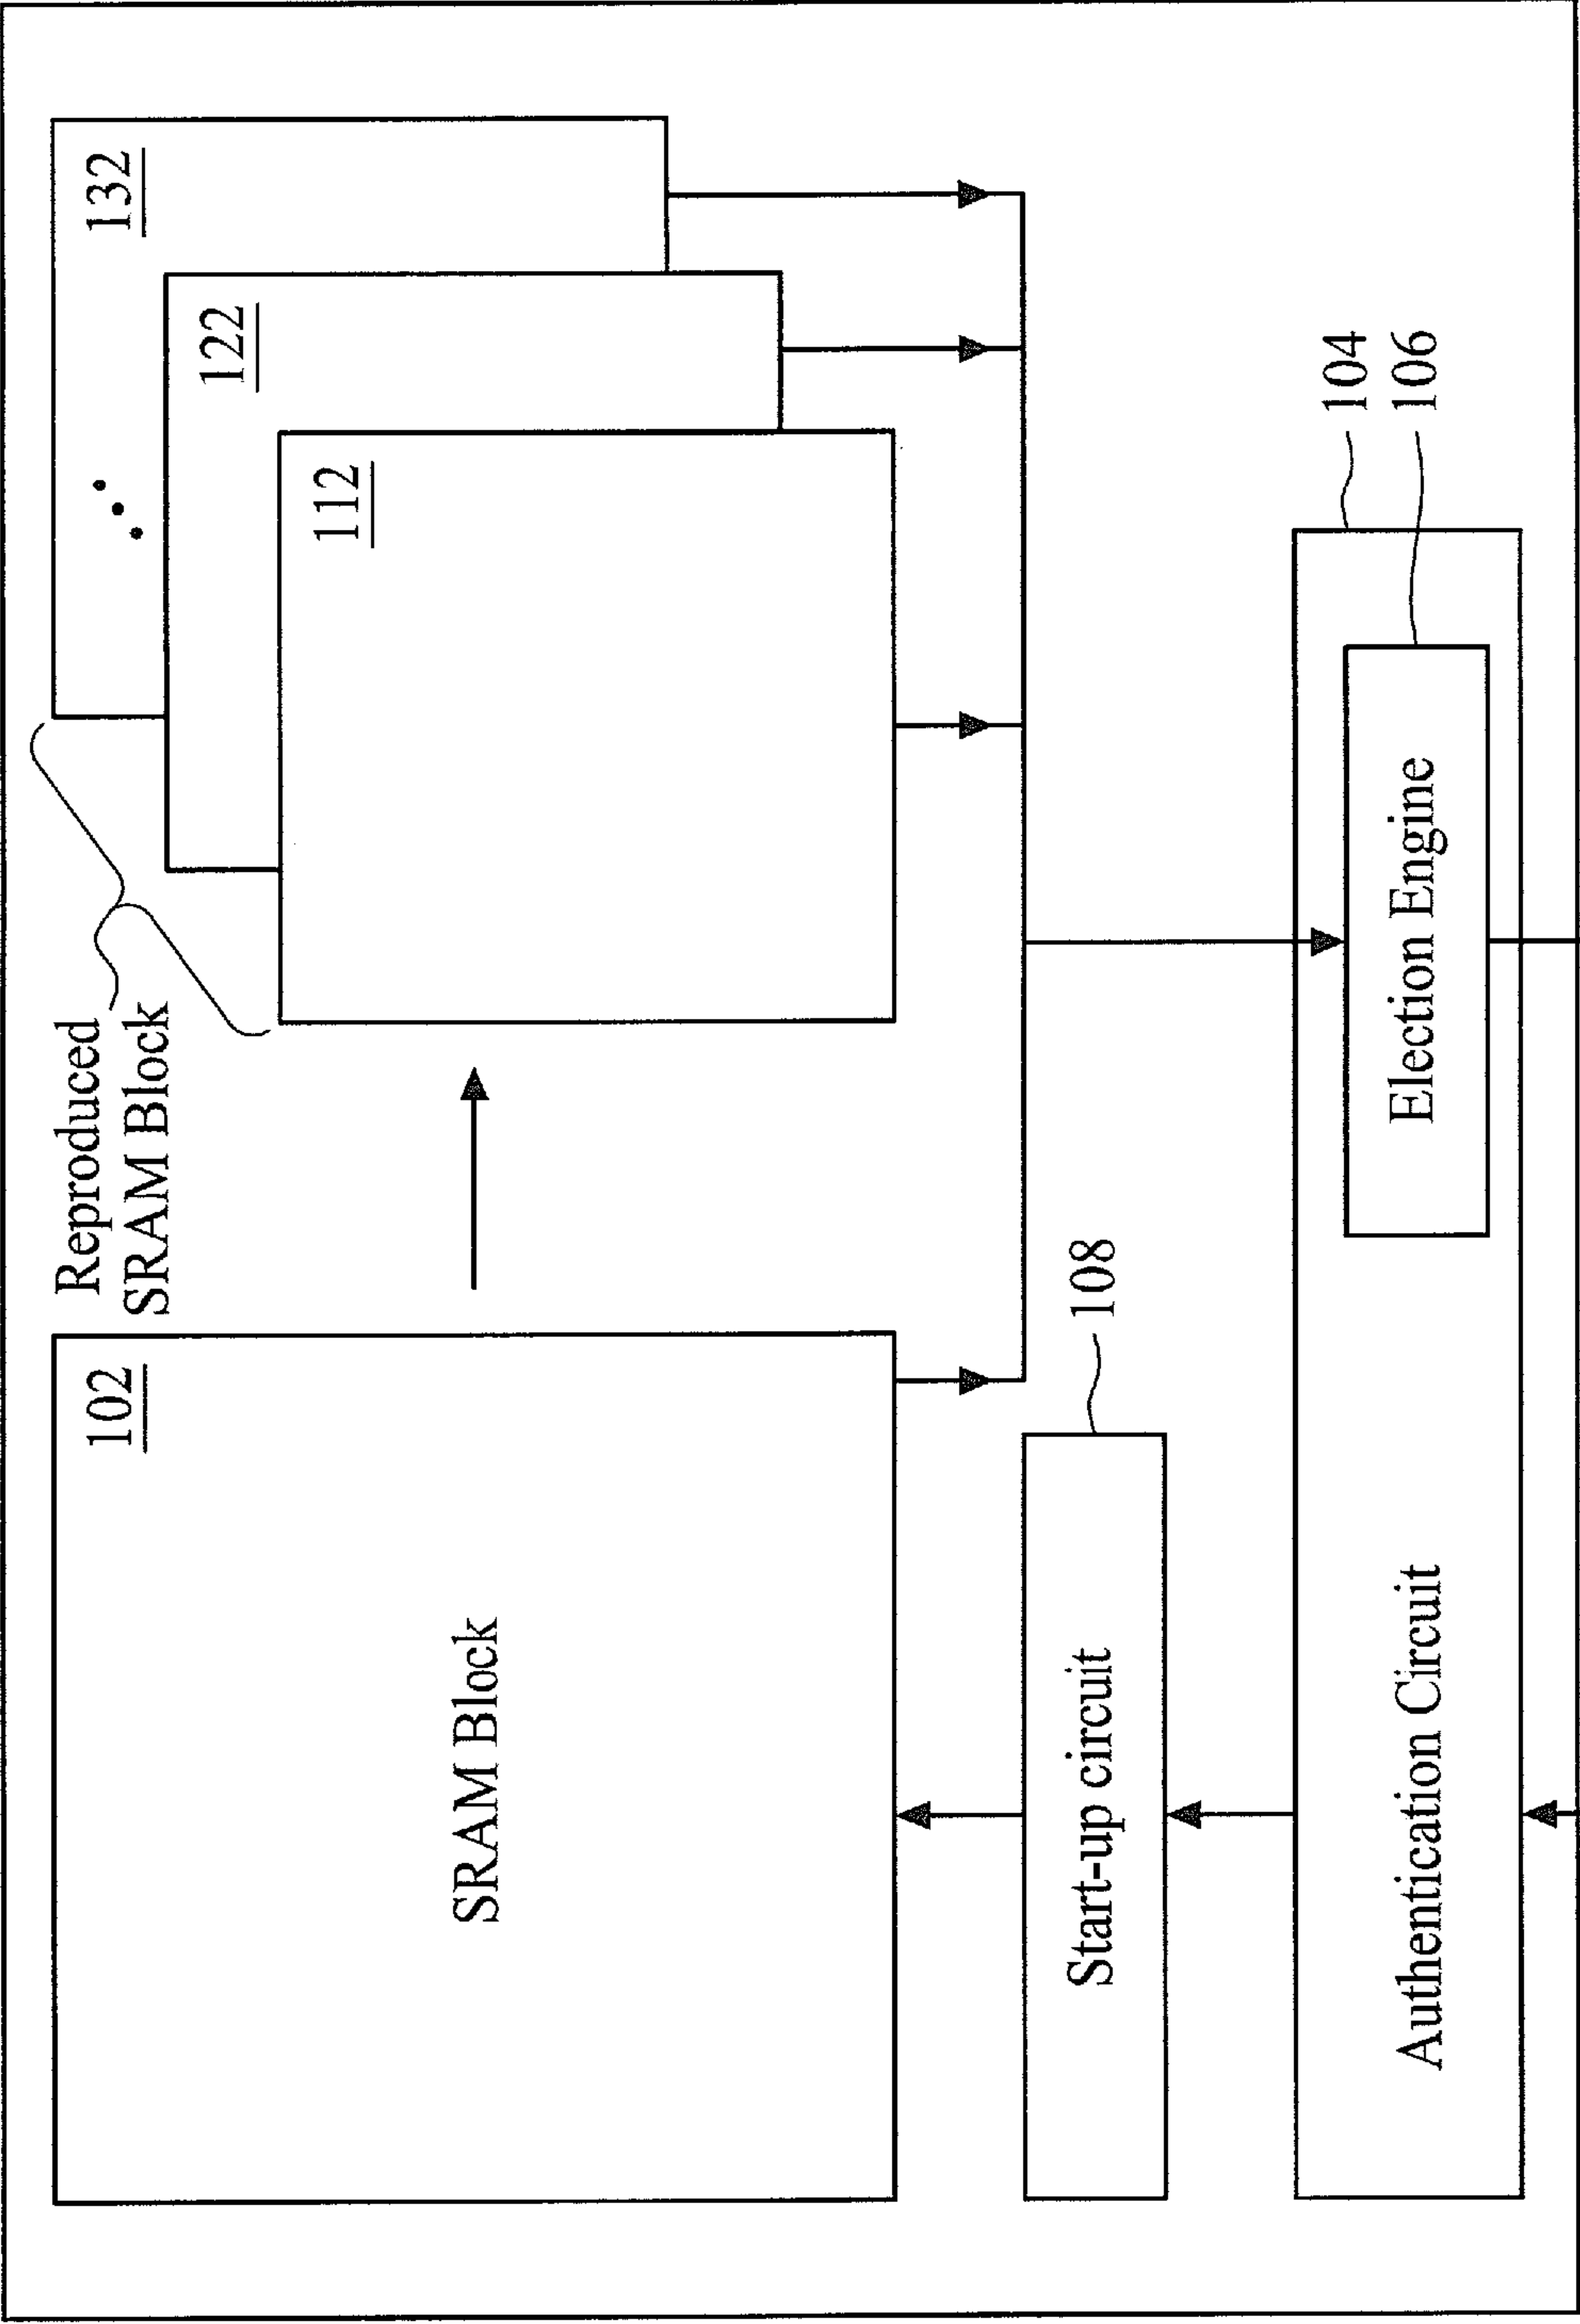 Reproduced
SRAM Block
102
SRAM Block
112
122
132
108
Start-up circuit
104
106
Authentication Circuit
Election Engine